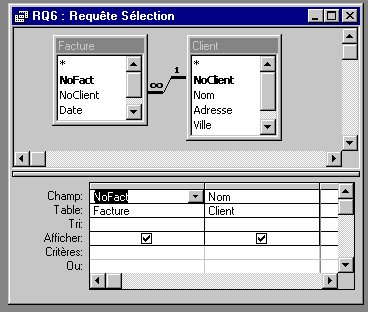 RQ6 : Requête Sélection
Facture
*
NoFact
NoClient
Date
∞
1
Client
*
NoClient
Nom
Adresse
Ville
Champ: NoFact Nom
Table: Facture Client
Tri:
Afficher:
Critères:
Ou: